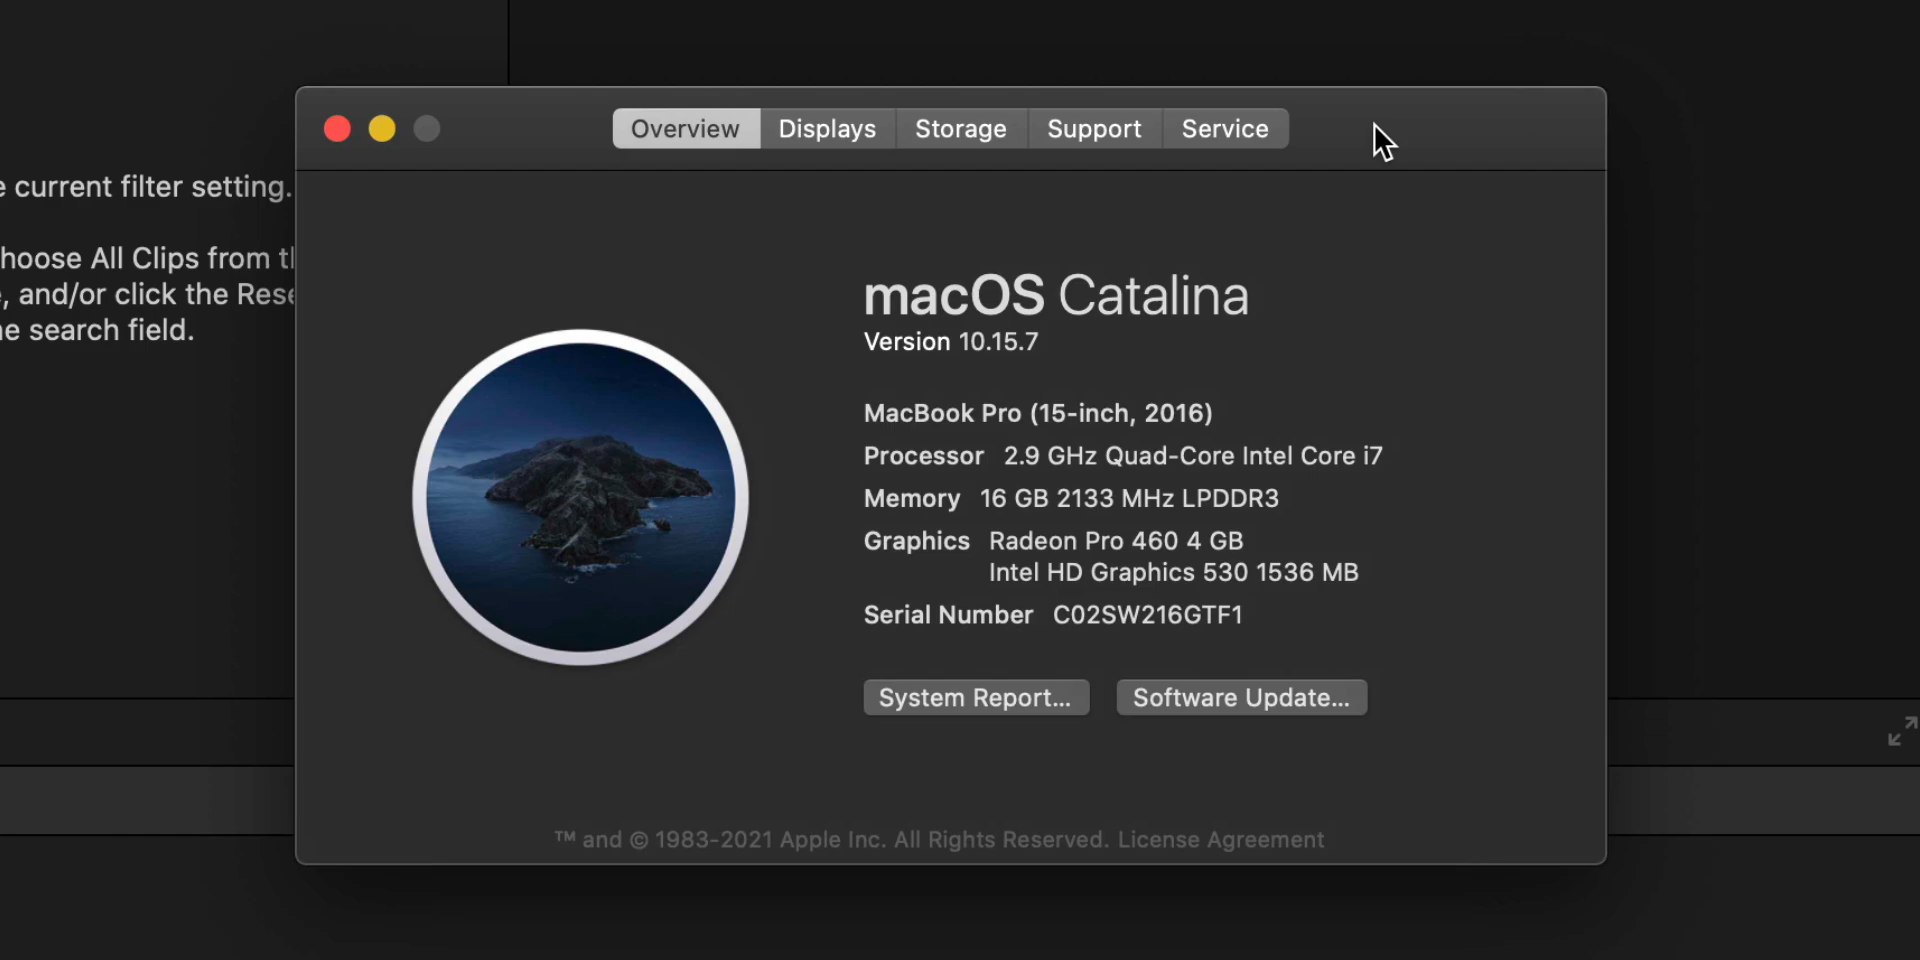 Overview Displays Storage Support Service
current filter setting.
All Clips from
and/or click the
search field.
macOS Catalina
Version 10.15.7
MacBook Pro (15-inch, 2016)
Processor 2.9 GHz Quad-Core Intel Core i7
Memory 16 GB 2133 MHz LPDDR3
Graphics Radeon Pro 460 4 GB
Intel HD Graphics 530 1536 MB
Serial Number C02SW216GTF1
System Report... Software Update...
™ and © 1983-2021 Apple Inc. All Rights Reserved. License Agreement